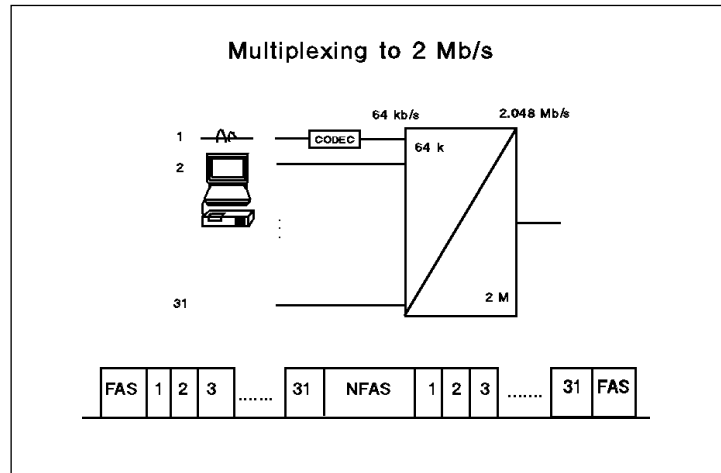 Multiplexing to 2 Mb/s
64 kb/s 2.048 Mb/s
1 CODEC 64 k
2
31
2 M
FAS 1 2 3 ....... 31 NFAS 1 2 3 ....... 31 FAS